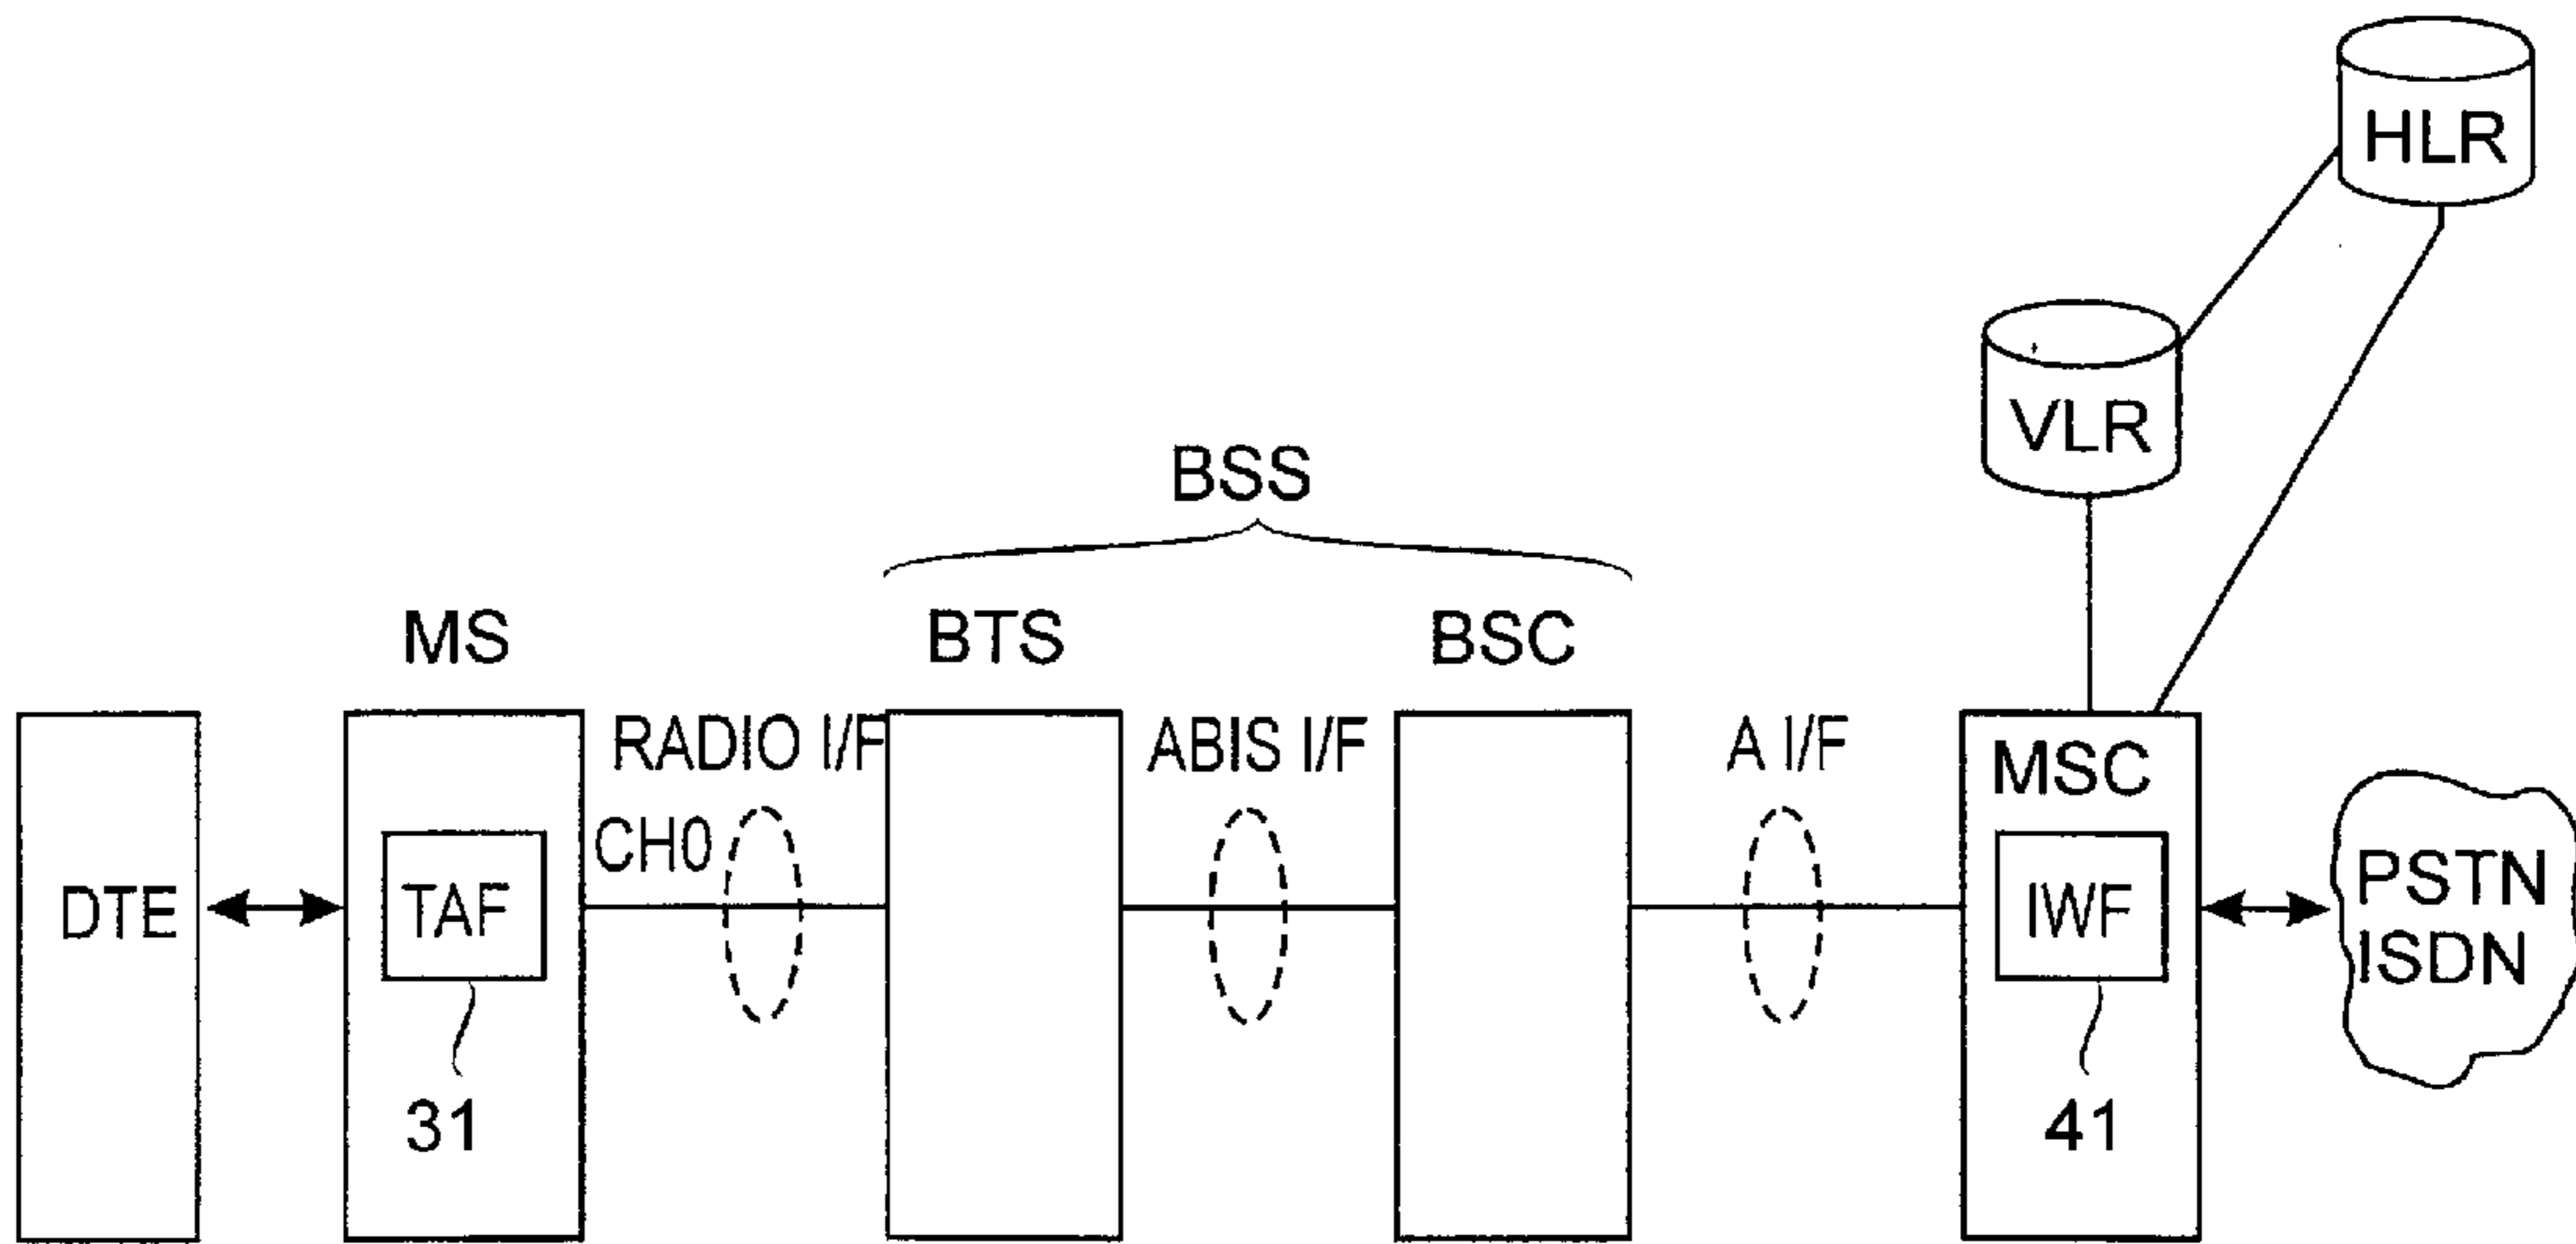 HLR
VLR
BSS
MS
BTS
BSC
RADIO I/F
ABIS I/F
A I/F
MSC
CH0
DTE
TAF
IWF
PSTN
ISDN
31
41